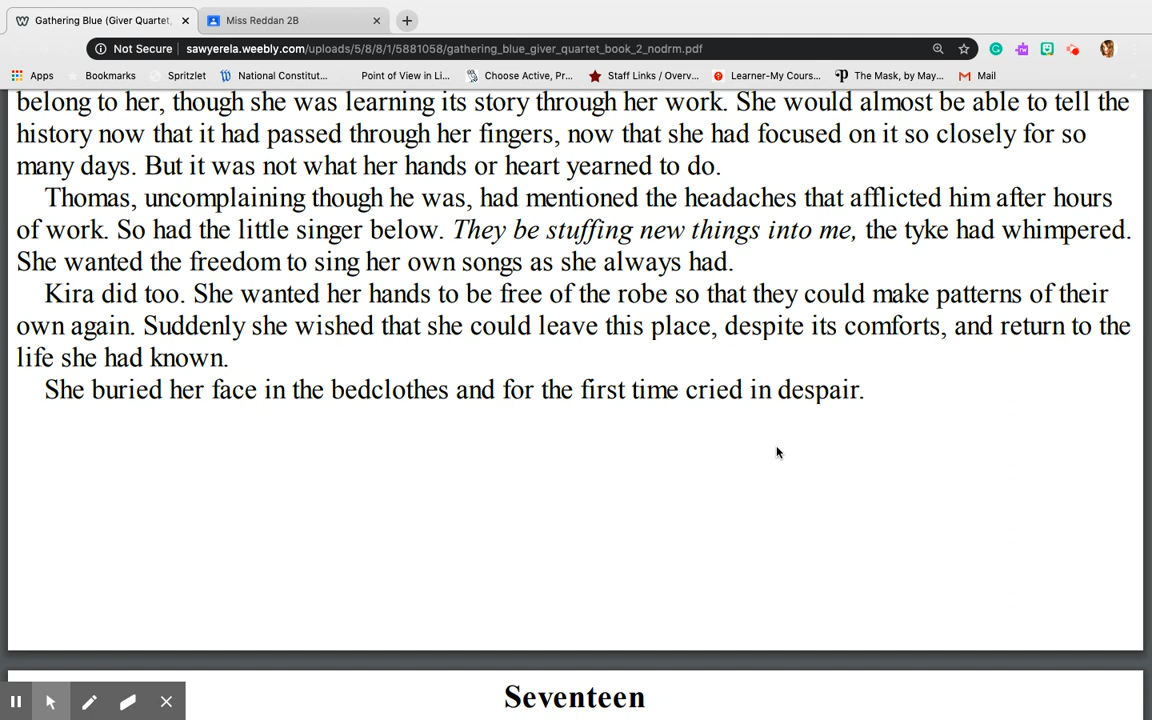 Gathering Blue (Giver Quartet,
Miss Reddan 2B
Not Secure | sawyerela.weebly.com/uploads/5/8/8/1/5881058/gathering_blue_giver_quartet_book_2_nodrm.pdf
Apps Bookmarks Spritzlet National Constitut... Point of View in Li... Choose Active, Pr... Staff Links / Overv... Learner-My Cours... The Mask, by May... Mail
belong to her, though she was learning its story through her work. She would almost be able to tell the
history now that it had passed through her fingers, now that she had focused on it so closely for so
many days. But it was not what her hands or heart yearned to do.
Thomas, uncomplaining though he was, had mentioned the headaches that afflicted him after hours
of work. So had the little singer below. They be stuffing new things into me, the tyke had whimpered.
She wanted the freedom to sing her own songs as she always had.
Kira did too. She wanted her hands to be free of the robe so that they could make patterns of their
own again. Suddenly she wished that she could leave this place, despite its comforts, and return to the
life she had known.
She buried her face in the bedclothes and for the first time cried in despair.
Seventeen